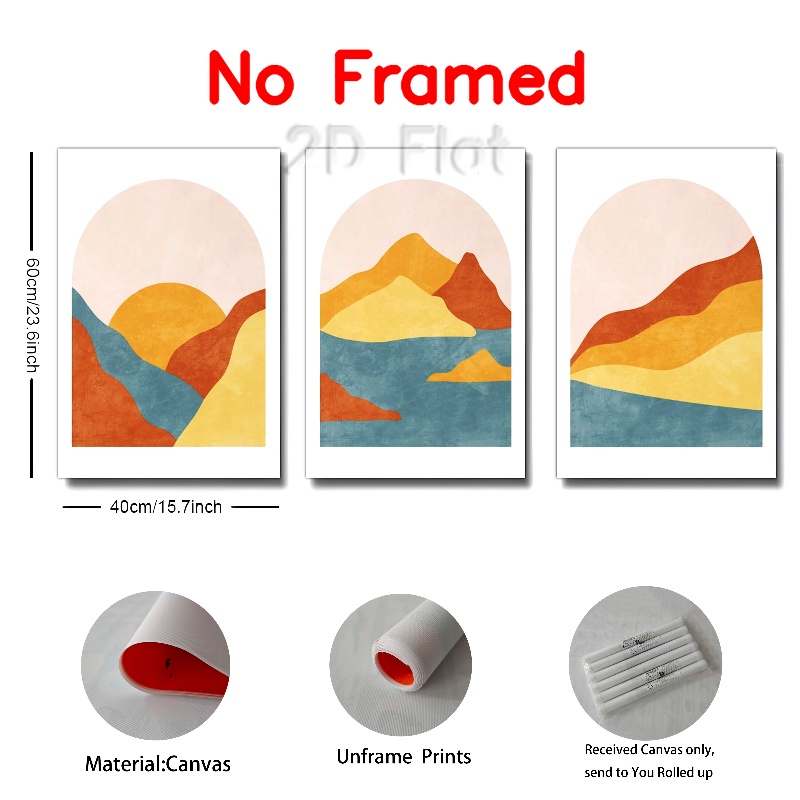 No Framed
2D Flat
60cm/23.6inch
40cm/15.7inch
Material:Canvas
Unframe Prints
Received Canvas only,
send to You Rolled up